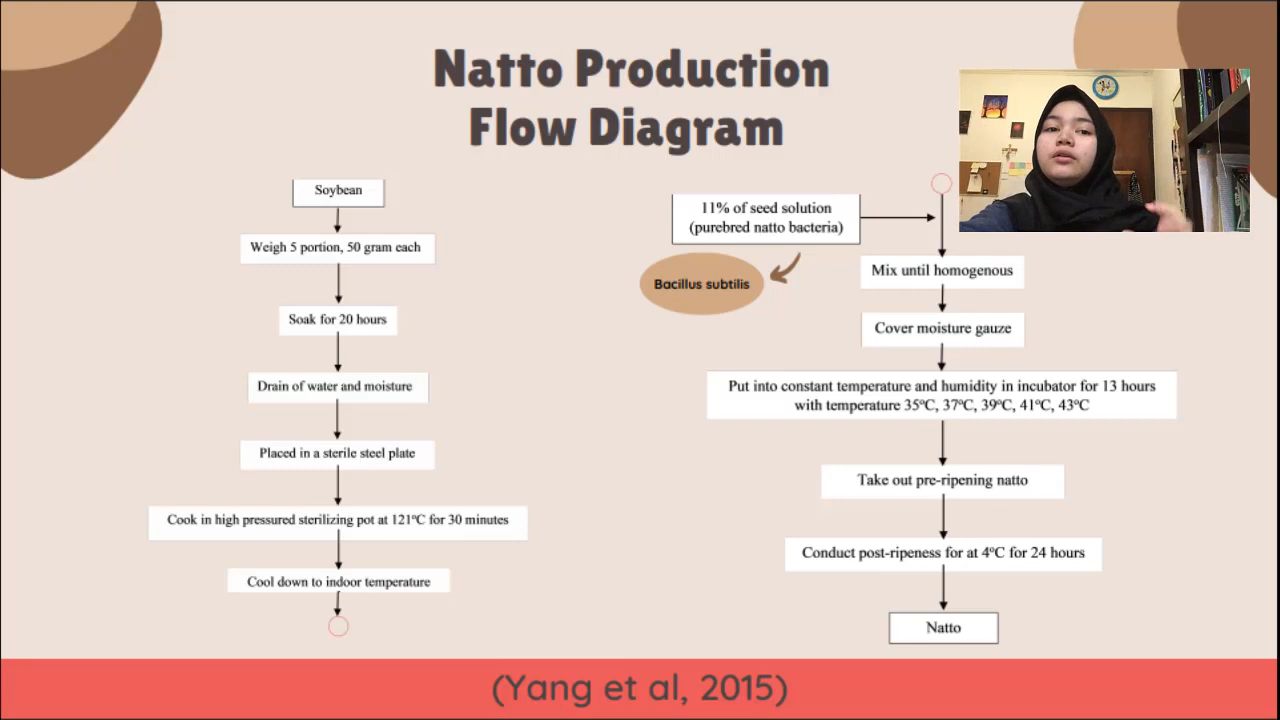 Natto Production
Flow Diagram
Soybean
Weigh 5 portion, 50 gram each
Soak for 20 hours
Drain of water and moisture
Placed in a sterile steel plate
Cook in high pressured sterilizing pot at 121ºC for 30 minutes
Cool down to indoor temperature
11% of seed solution
(purebred natto bacteria)
Bacillus subtilis
Mix until homogenous
Cover moisture gauze
Put into constant temperature and humidity in incubator for 13 hours
with temperature 35ºC, 37ºC, 39ºC, 41ºC, 43ºC
Take out pre-ripening natto
Conduct post-ripeness for at 4ºC for 24 hours
Natto
(Yang et al, 2015)